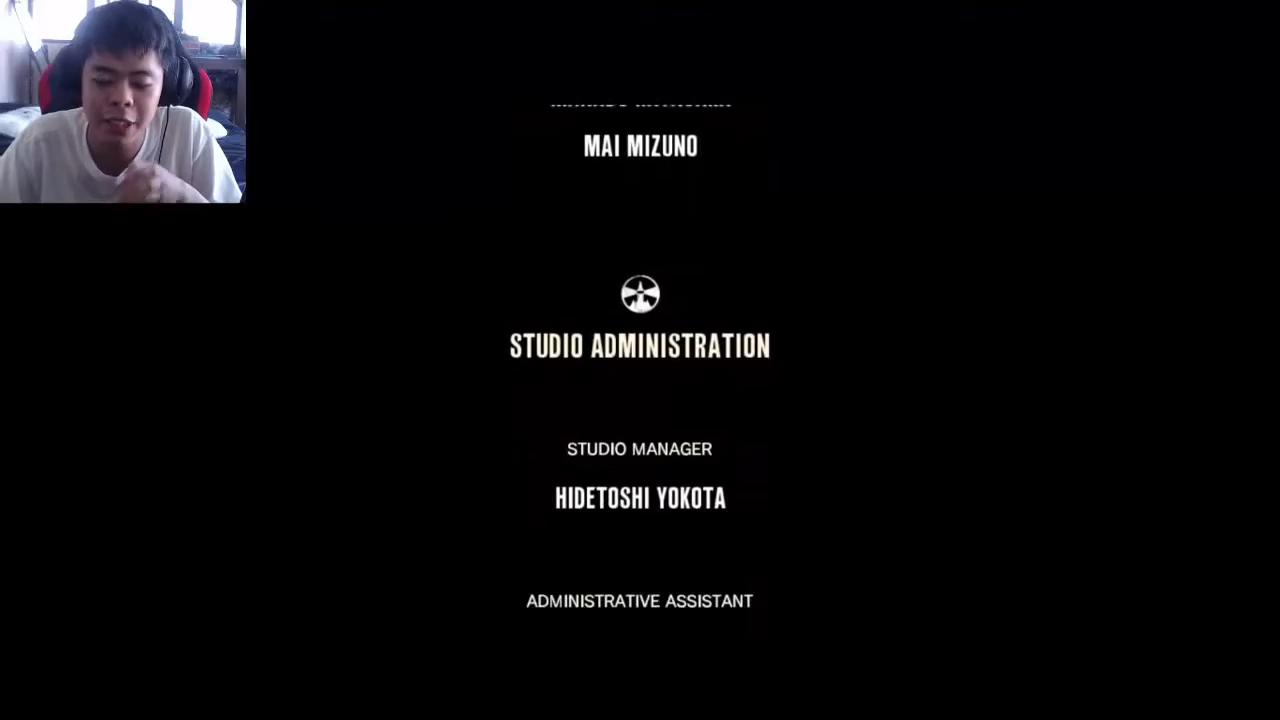 MAI MIZUNO
STUDIO ADMINISTRATION
STUDIO MANAGER
HIDETOSHI YOKOTA
ADMINISTRATIVE ASSISTANT